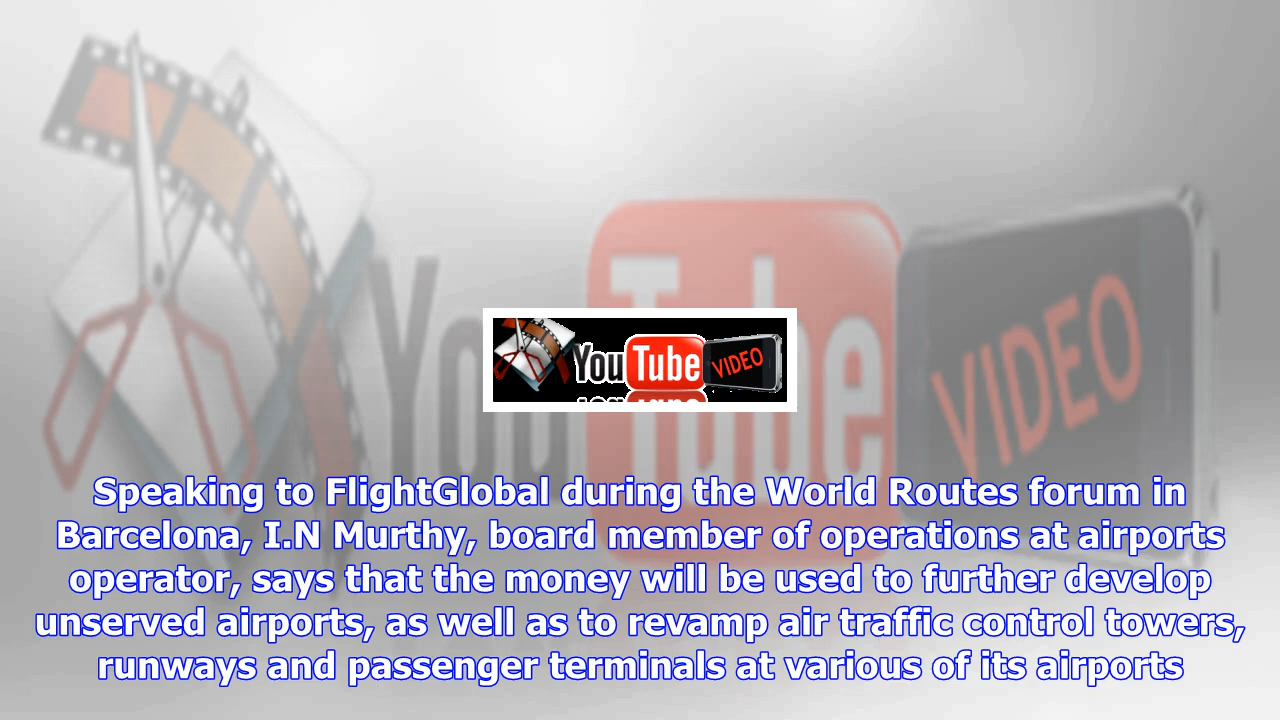 YouTube VIDEO
YouTube VIDEO
Speaking to FlightGlobal during the World Routes forum in
Barcelona, I.N Murthy, board member of operations at airports
operator, says that the money will be used to further develop
unserved airports, as well as to revamp air traffic control towers,
runways and passenger terminals at various of its airports